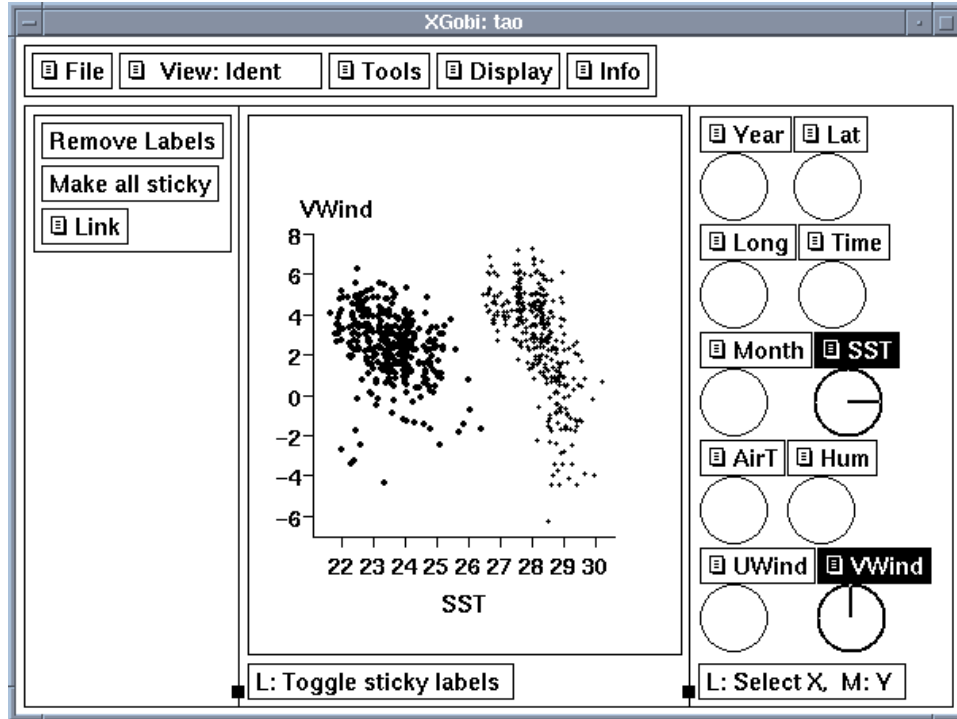 XGobi: tao
File View: Ident Tools Display Info
Remove Labels
Make all sticky
Link
VWind
8
6
4
2
0
−2
−4
−6
22 23 24 25 26 27 28 29 30
SST
L: Toggle sticky labels
Year Lat
Long Time
Month SST
AirT Hum
UWind VWind
L: Select X, M: Y